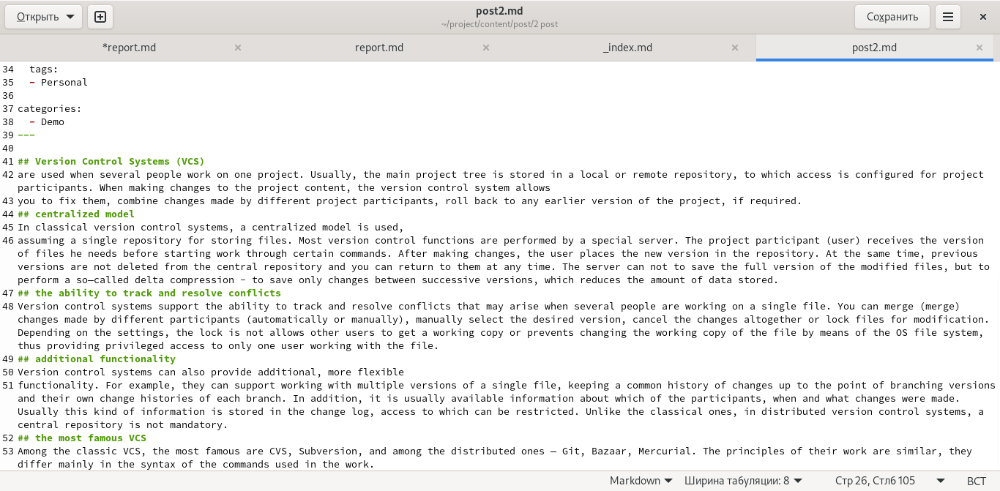 Открыть
post2.md
~/project/content/post/2 post
Сохранить
*report.md
report.md
_index.md
post2.md
34 tags:
35 - Personal
36
37 categories:
38 - Demo
39 ---
40
41 ## Version Control Systems (VCS)
42 are used when several people work on one project. Usually, the main project tree is stored in a local or remote repository, to which access is configured for project
participants. When making changes to the project content, the version control system allows
43 you to fix them, combine changes made by different project participants, roll back to any earlier version of the project, if required.
44 ## centralized model
45 In classical version control systems, a centralized model is used,
46 assuming a single repository for storing files. Most version control functions are performed by a special server. The project participant (user) receives the version
of files he needs before starting work through certain commands. After making changes, the user places the new version in the repository. At the same time, previous
versions are not deleted from the central repository and you can return to them at any time. The server can not to save the full version of the modified files, but to
perform a so—called delta compression - to save only changes between successive versions, which reduces the amount of data stored.
47 ## the ability to track and resolve conflicts
48 Version control systems support the ability to track and resolve conflicts that may arise when several people are working on a single file. You can merge (merge)
changes made by different participants (automatically or manually), manually select the desired version, cancel the changes altogether or lock files for modification.
Depending on the settings, the lock is not allows other users to get a working copy or prevents changing the working copy of the file by means of the OS file system,
thus providing privileged access to only one user working with the file.
49 ## additional functionality
50 Version control systems can also provide additional, more flexible
51 functionality. For example, they can support working with multiple versions of a single file, keeping a common history of changes up to the point of branching versions
and their own change histories of each branch. In addition, it is usually available information about which of the participants, when and what changes were made.
Usually this kind of information is stored in the change log, access to which can be restricted. Unlike the classical ones, in distributed version control systems, a
central repository is not mandatory.
52 ## the most famous VCS
53 Among the classic VCS, the most famous are CVS, Subversion, and among the distributed ones — Git, Bazaar, Mercurial. The principles of their work are similar, they
differ mainly in the syntax of the commands used in the work.
Markdown
Ширина табуляции: 8
Стр 26, Стлб 105
ВСТ